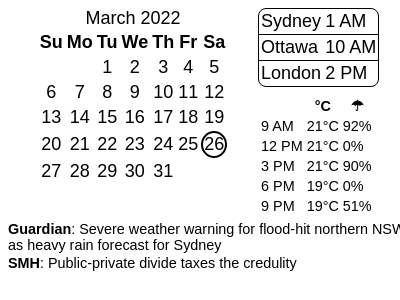 March 2022
Su Mo Tu We Th Fr Sa
1 2 3 4 5
6 7 8 9 10 11 12
13 14 15 16 17 18 19
20 21 22 23 24 25 26
27 28 29 30 31
Sydney 1 AM
Ottawa 10 AM
London 2 PM
°C ☂
9 AM 21°C 92%
12 PM 21°C 0%
3 PM 21°C 90%
6 PM 19°C 0%
9 PM 19°C 51%
Guardian: Severe weather warning for flood-hit northern NSW
as heavy rain forecast for Sydney
SMH: Public-private divide taxes the credulity